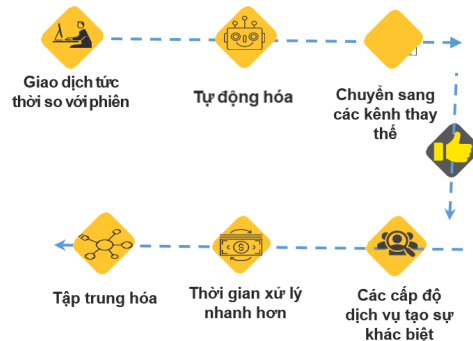 Giao dịch tức
thời so với phiên
Tự động hóa
Chuyển sang
các kênh thay
thế
Tập trung hóa
Thời gian xử lý
nhanh hơn
Các cấp độ
dịch vụ tạo sự
khác biệt